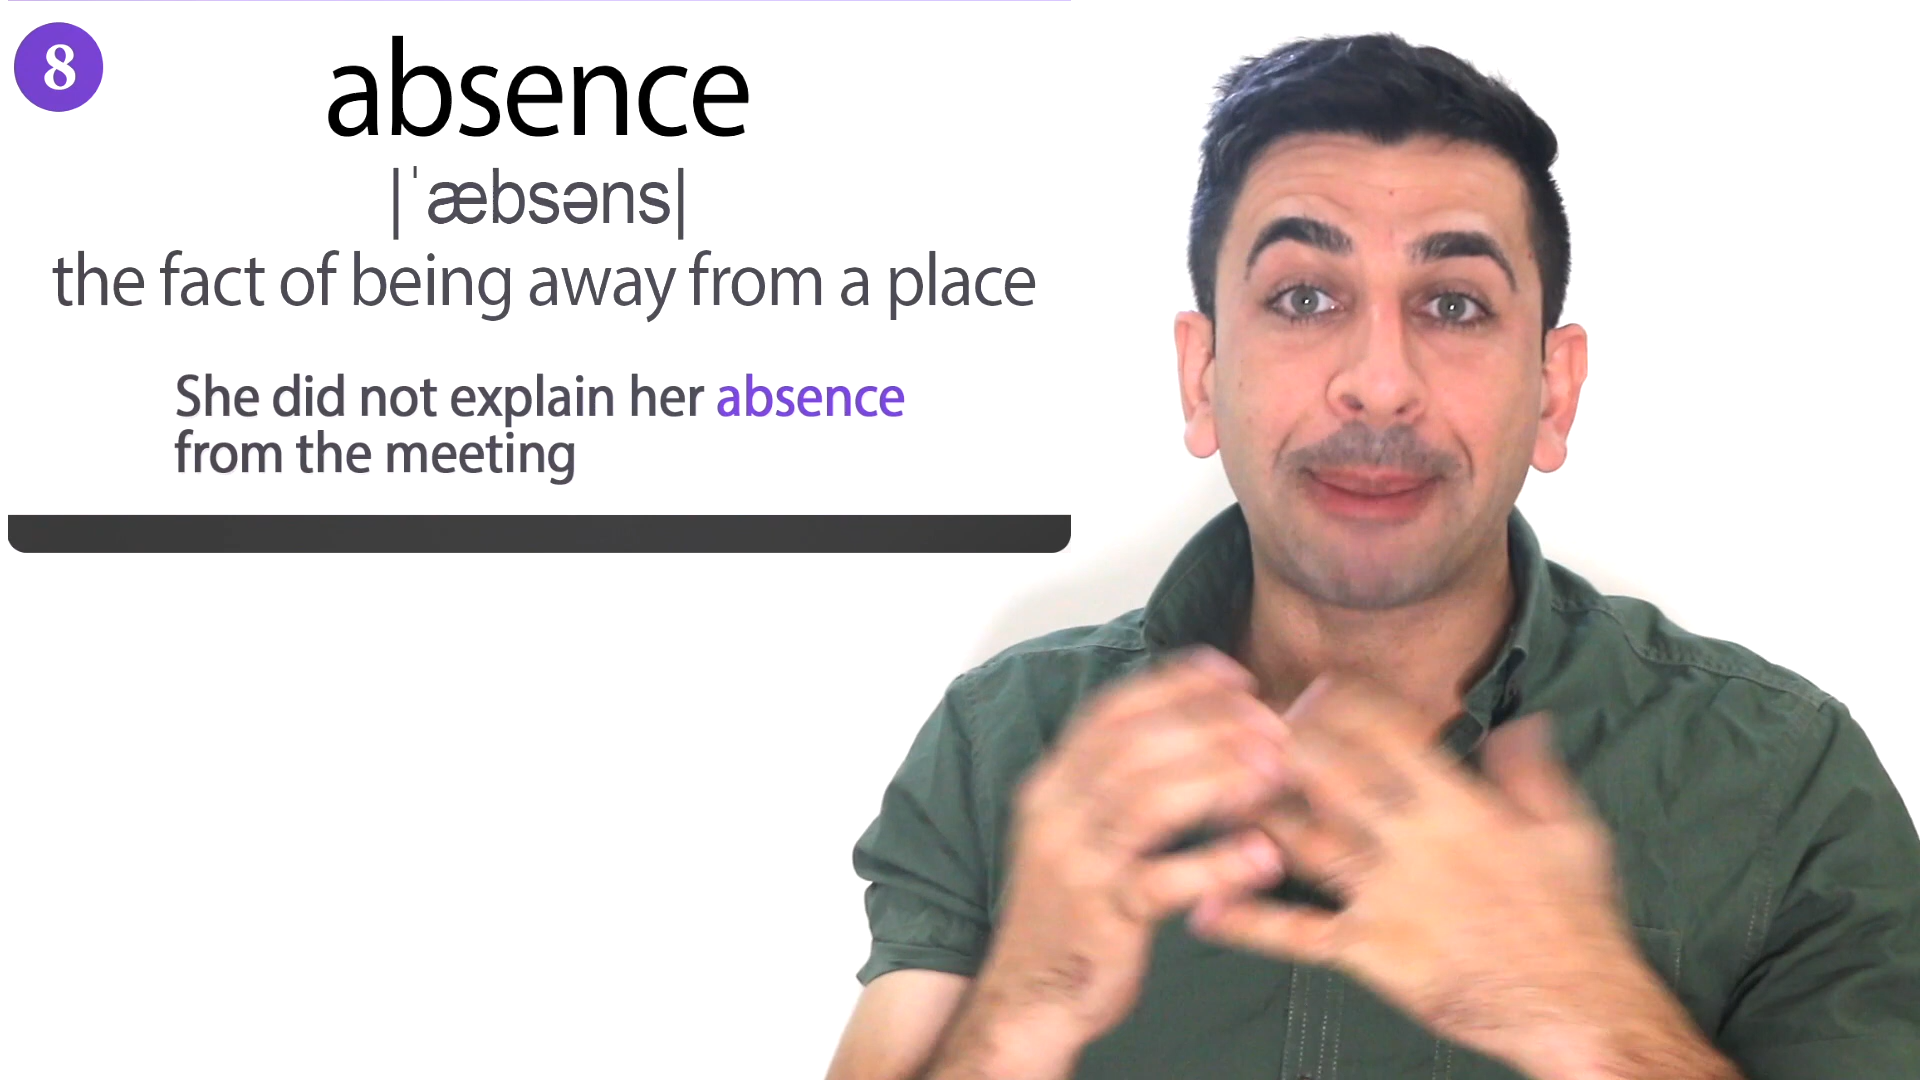 8
absence
|ˈæbsəns|
the fact of being away from a place
She did not explain her absence
from the meeting